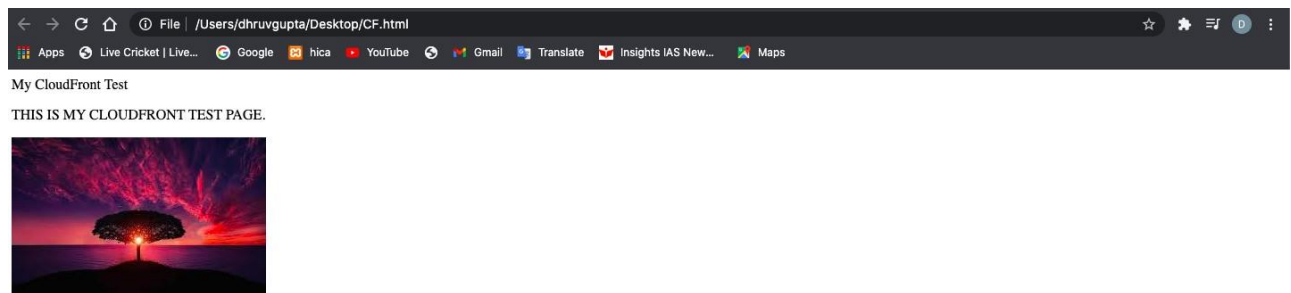 File /Users/dhruvgupta/Desktop/CF.html
D
Apps Live Cricket | Live... Google hica YouTube Gmail Translate Insights IAS New... Maps
My CloudFront Test
THIS IS MY CLOUDFRONT TEST PAGE.